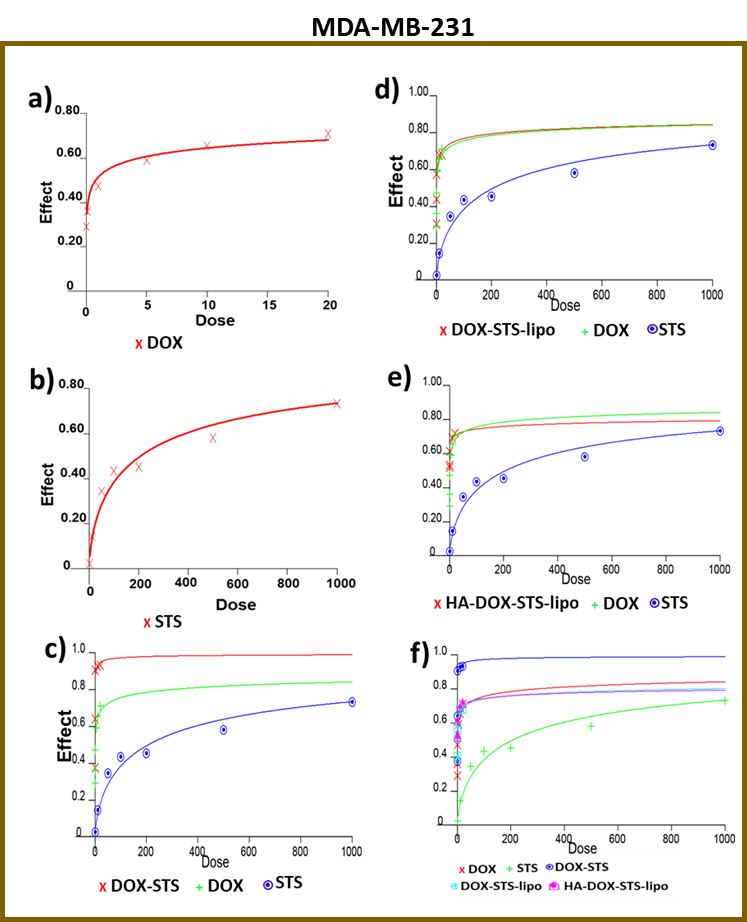 MDA-MB-231
a)
0.80
0.60
0.40
0.20
0
Effect
0 5 10 15 20
Dose
x DOX
b)
0.80
0.60
0.40
0.20
0
Effect
0 200 400 600 800 1000
Dose
x STS
c)
1.0
0.8
0.6
0.4
0.2
0
Effect
0 200 400 600 800 1000
Dose
x DOX-STS + DOX STS
d)
1.00
0.80
0.60
0.40
0.20
0
Effect
0 200 400 600 800 1000
Dose
x DOX-STS-lipo + DOX STS
e)
1.00
0.80
0.60
0.40
0.20
0
Effect
0 200 400 600 800 1000
Dose
x HA-DOX-STS-lipo + DOX STS
f)
1.0
0.8
0.6
0.4
0.2
0
Effect
0 200 400 600 800 1000
Dose
x DOX + STS DOX-STS
DOX-STS-lipo HA-DOX-STS-lipo